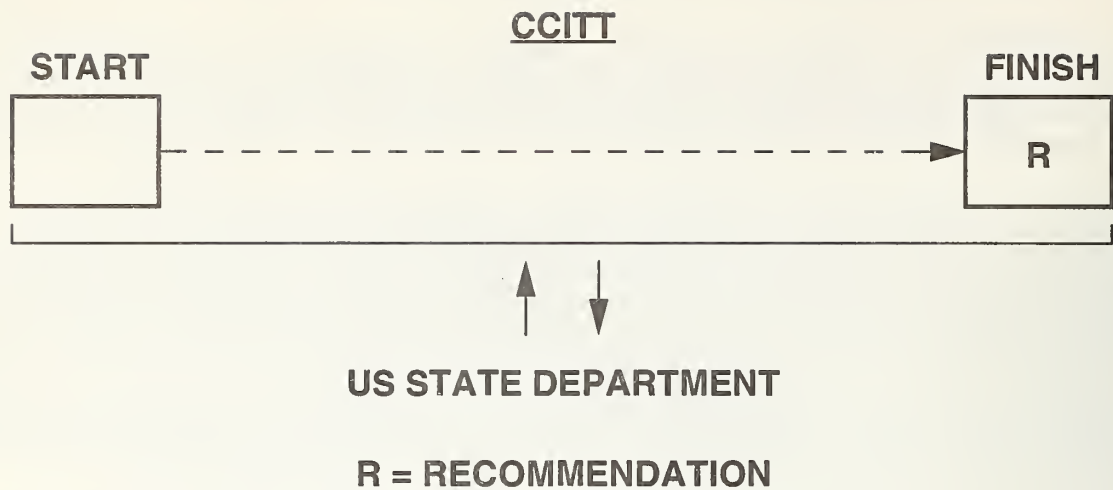 CCITT
START
FINISH
R
US STATE DEPARTMENT
R = RECOMMENDATION